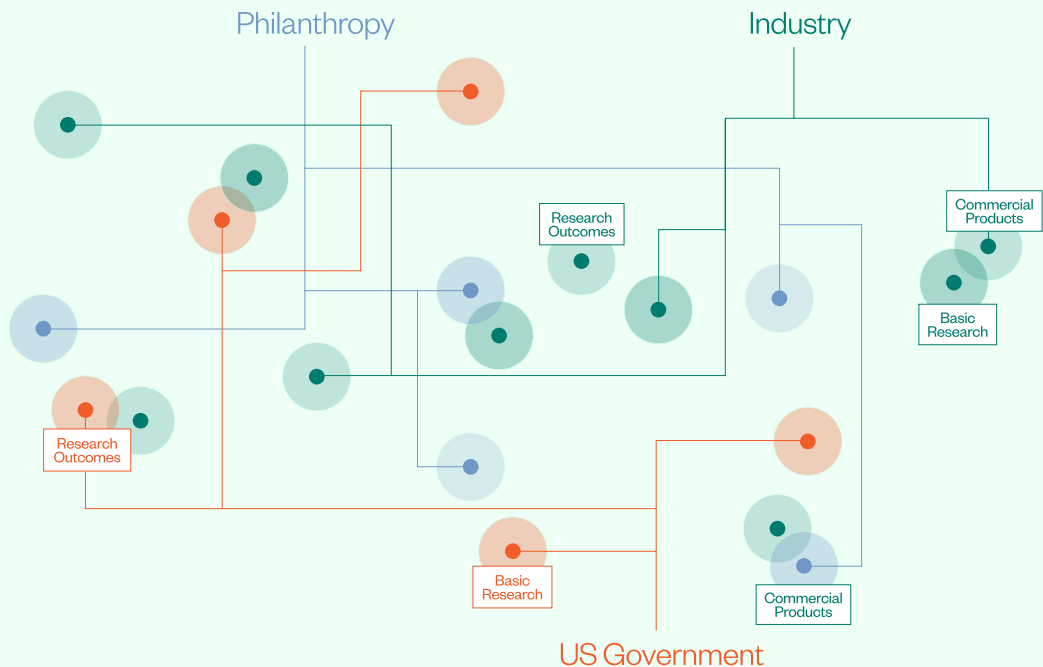 Philanthropy
Industry
Commercial
Products
Research
Outcomes
Basic
Research
Research
Outcomes
Basic
Research
Commercial
Products
US Government